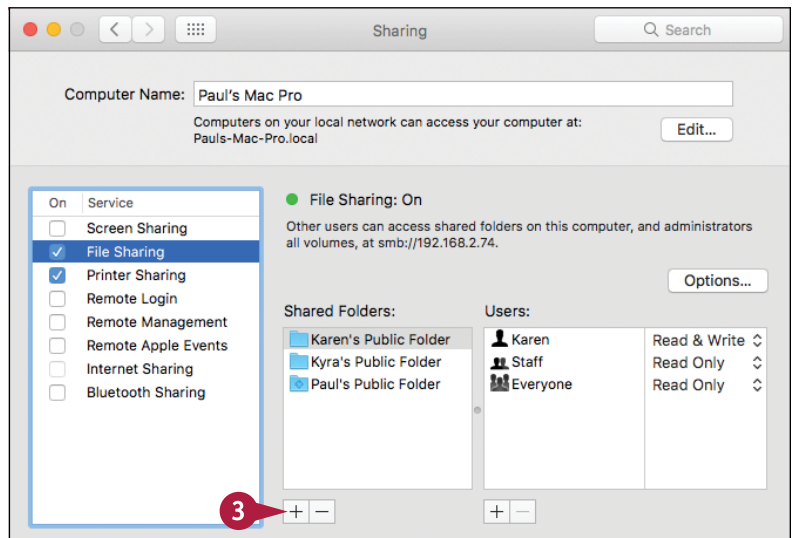 Sharing
Search
Computer Name: Paul's Mac Pro
Computers on your local network can access your computer at:
Pauls-Mac-Pro.local
Edit...
On Service
Screen Sharing
File Sharing
Printer Sharing
Remote Login
Remote Management
Remote Apple Events
Internet Sharing
Bluetooth Sharing
File Sharing: On
Other users can access shared folders on this computer, and administrators
all volumes, at smb://192.168.2.74.
Options...
Shared Folders:
Karen's Public Folder
Kyra's Public Folder
Paul's Public Folder
Users:
Karen Read & Write
Staff Read Only
Everyone Read Only
3
+ −
+ −